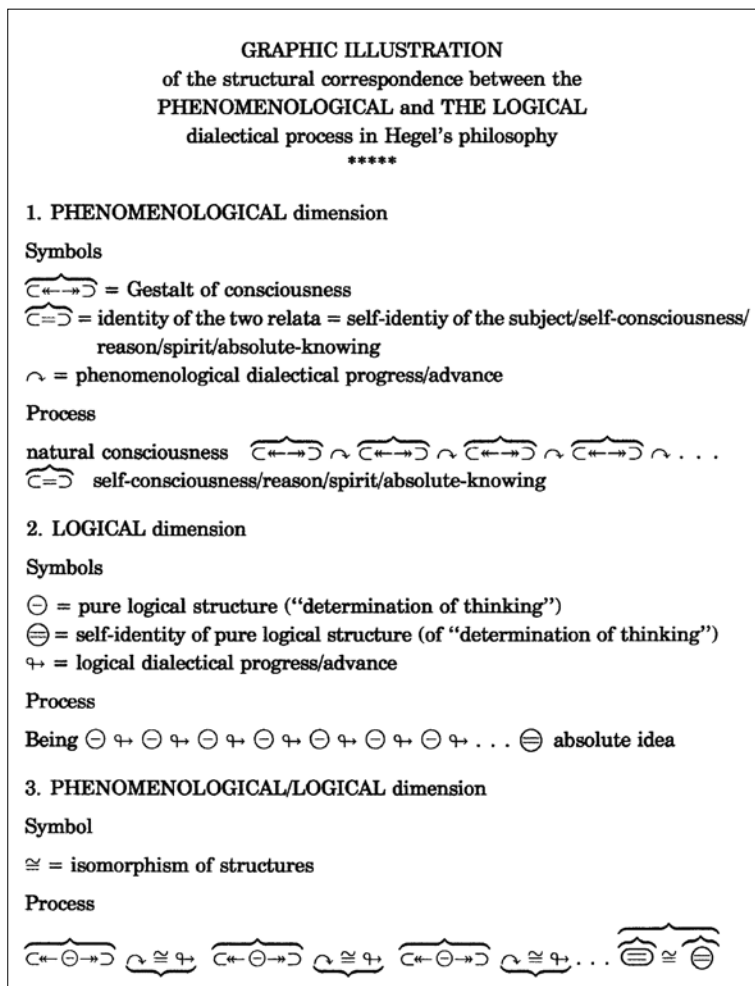 GRAPHIC ILLUSTRATION
of the structural correspondence between the
PHENOMENOLOGICAL and THE LOGICAL
dialectical process in Hegel's philosophy
*****
1. PHENOMENOLOGICAL dimension
Symbols
⊂↞→↠⊃ = Gestalt of consciousness
⊂=⊃ = identity of the two relata = self-identiy of the subject/self-consciousness/
reason/spirit/absolute-knowing
↷ = phenomenological dialectical progress/advance
Process
natural consciousness ⊂↞↠⊃ ↷ ⊂↞↠⊃ ↷ ⊂↞↠⊃ ↷ ⊂↞↠⊃ ↷ . . .
⊂=⊃ self-consciousness/reason/spirit/absolute-knowing
2. LOGICAL dimension
Symbols
⊖ = pure logical structure (“determination of thinking”)
⊜ = self-identity of pure logical structure (of “determination of thinking”)
↬ = logical dialectical progress/advance
Process
Being ⊖ ↬ ⊖ ↬ ⊖ ↬ ⊖ ↬ ⊖ ↬ ⊖ ↬ ⊖ ↬ . . . ⊜ absolute idea
3. PHENOMENOLOGICAL/LOGICAL dimension
Symbol
≅ = isomorphism of structures
Process
⊂↞⊖↠⊃ ↷ ≅ ↬ ⊂↞⊖↠⊃ ↷ ≅ ↬ ⊂↞⊖↠⊃ ↷ ≅ ↬ . . . ⊜ ≅ ⊜